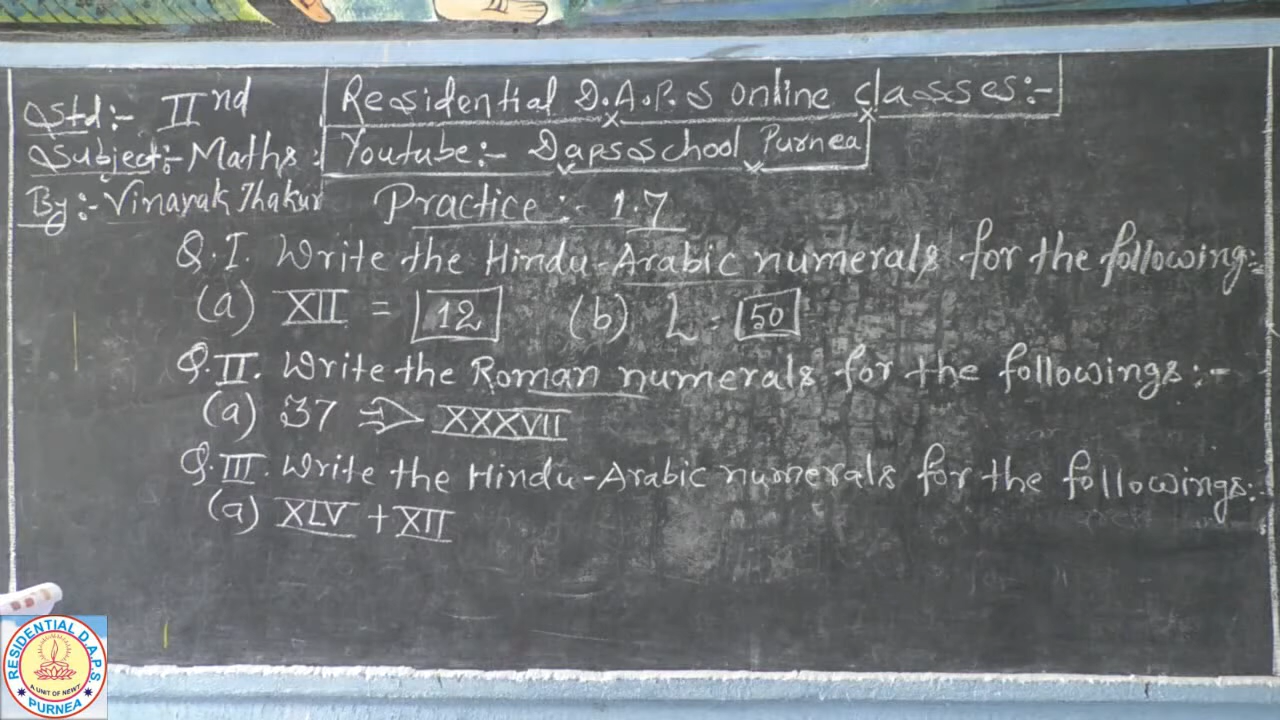 Std:- IInd
Residential D.A.P.S online classes:-
Subject:- Maths:
Youtube:- Dapsschool Purnea
By:- Vinayak Thakur
Practice:- 1.7
Q.I. Write the Hindu-Arabic numerals for the following:-
(a) XII = 12 (b) L = 50
Q.II. Write the Roman numerals for the followings:-
(a) 37 ⇒ XXXVII
Q.III. Write the Hindu-Arabic numerals for the followings:-
(a) XLV + XII
RESIDENTIAL D.A.P.S
PURNEA